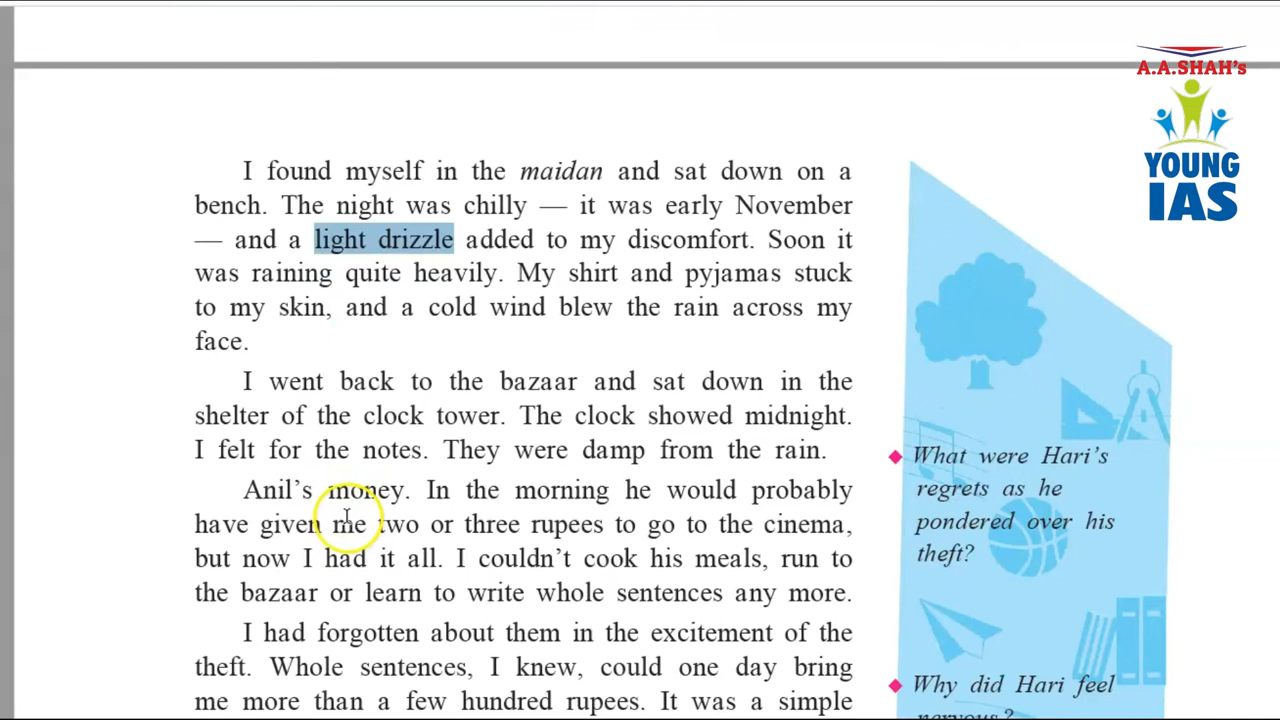 A.A.SHAH's
YOUNG
IAS
I found myself in the maidan and sat down on a
bench. The night was chilly — it was early November
— and a light drizzle added to my discomfort. Soon it
was raining quite heavily. My shirt and pyjamas stuck
to my skin, and a cold wind blew the rain across my
face.
I went back to the bazaar and sat down in the
shelter of the clock tower. The clock showed midnight.
I felt for the notes. They were damp from the rain.
Anil's money. In the morning he would probably
have given me two or three rupees to go to the cinema,
but now I had it all. I couldn't cook his meals, run to
the bazaar or learn to write whole sentences any more.
I had forgotten about them in the excitement of the
theft. Whole sentences, I knew, could one day bring
me more than a few hundred rupees. It was a simple
What were Hari's
regrets as he
pondered over his
theft?
Why did Hari feel
nervous?